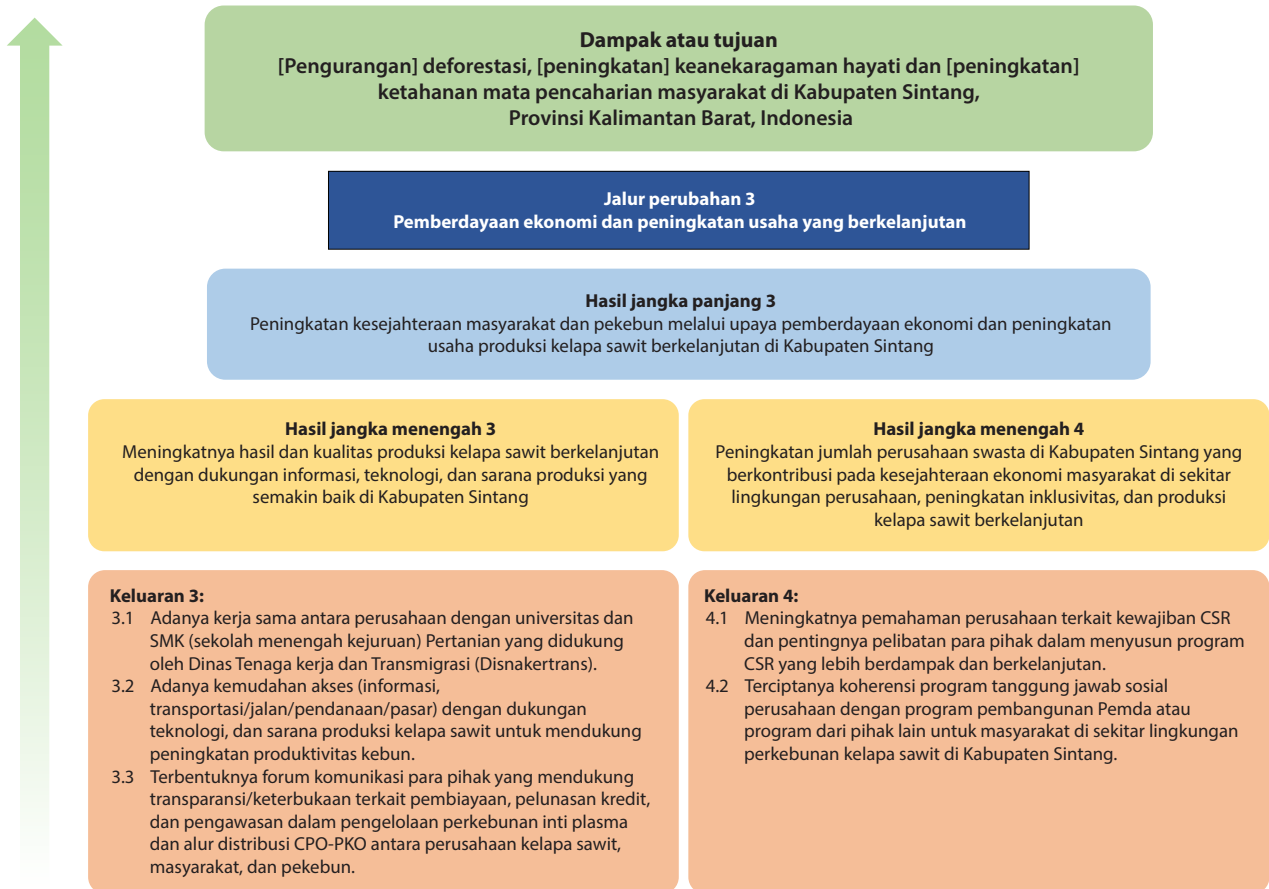 Dampak atau tujuan
[Pengurangan] deforestasi, [peningkatan] keanekaragaman hayati dan [peningkatan]
ketahanan mata pencaharian masyarakat di Kabupaten Sintang,
Provinsi Kalimantan Barat, Indonesia
Jalur perubahan 3
Pemberdayaan ekonomi dan peningkatan usaha yang berkelanjutan
Hasil jangka panjang 3
Peningkatan kesejahteraan masyarakat dan pekebun melalui upaya pemberdayaan ekonomi dan peningkatan
usaha produksi kelapa sawit berkelanjutan di Kabupaten Sintang
Hasil jangka menengah 3
Meningkatnya hasil dan kualitas produksi kelapa sawit berkelanjutan
dengan dukungan informasi, teknologi, dan sarana produksi yang
semakin baik di Kabupaten Sintang
Hasil jangka menengah 4
Peningkatan jumlah perusahaan swasta di Kabupaten Sintang yang
berkontribusi pada kesejahteraan ekonomi masyarakat di sekitar
lingkungan perusahaan, peningkatan inklusivitas, dan produksi
kelapa sawit berkelanjutan
Keluaran 3:
3.1 Adanya kerja sama antara perusahaan dengan universitas dan
SMK (sekolah menengah kejuruan) Pertanian yang didukung
oleh Dinas Tenaga kerja dan Transmigrasi (Disnakertrans).
3.2 Adanya kemudahan akses (informasi,
transportasi/jalan/pendanaan/pasar) dengan dukungan
teknologi, dan sarana produksi kelapa sawit untuk mendukung
peningkatan produktivitas kebun.
3.3 Terbentuknya forum komunikasi para pihak yang mendukung
transparansi/keterbukaan terkait pembiayaan, pelunasan kredit,
dan pengawasan dalam pengelolaan perkebunan inti plasma
dan alur distribusi CPO-PKO antara perusahaan kelapa sawit,
masyarakat, dan pekebun.
Keluaran 4:
4.1 Meningkatnya pemahaman perusahaan terkait kewajiban CSR
dan pentingnya pelibatan para pihak dalam menyusun program
CSR yang lebih berdampak dan berkelanjutan.
4.2 Terciptanya koherensi program tanggung jawab sosial
perusahaan dengan program pembangunan Pemda atau
program dari pihak lain untuk masyarakat di sekitar lingkungan
perkebunan kelapa sawit di Kabupaten Sintang.